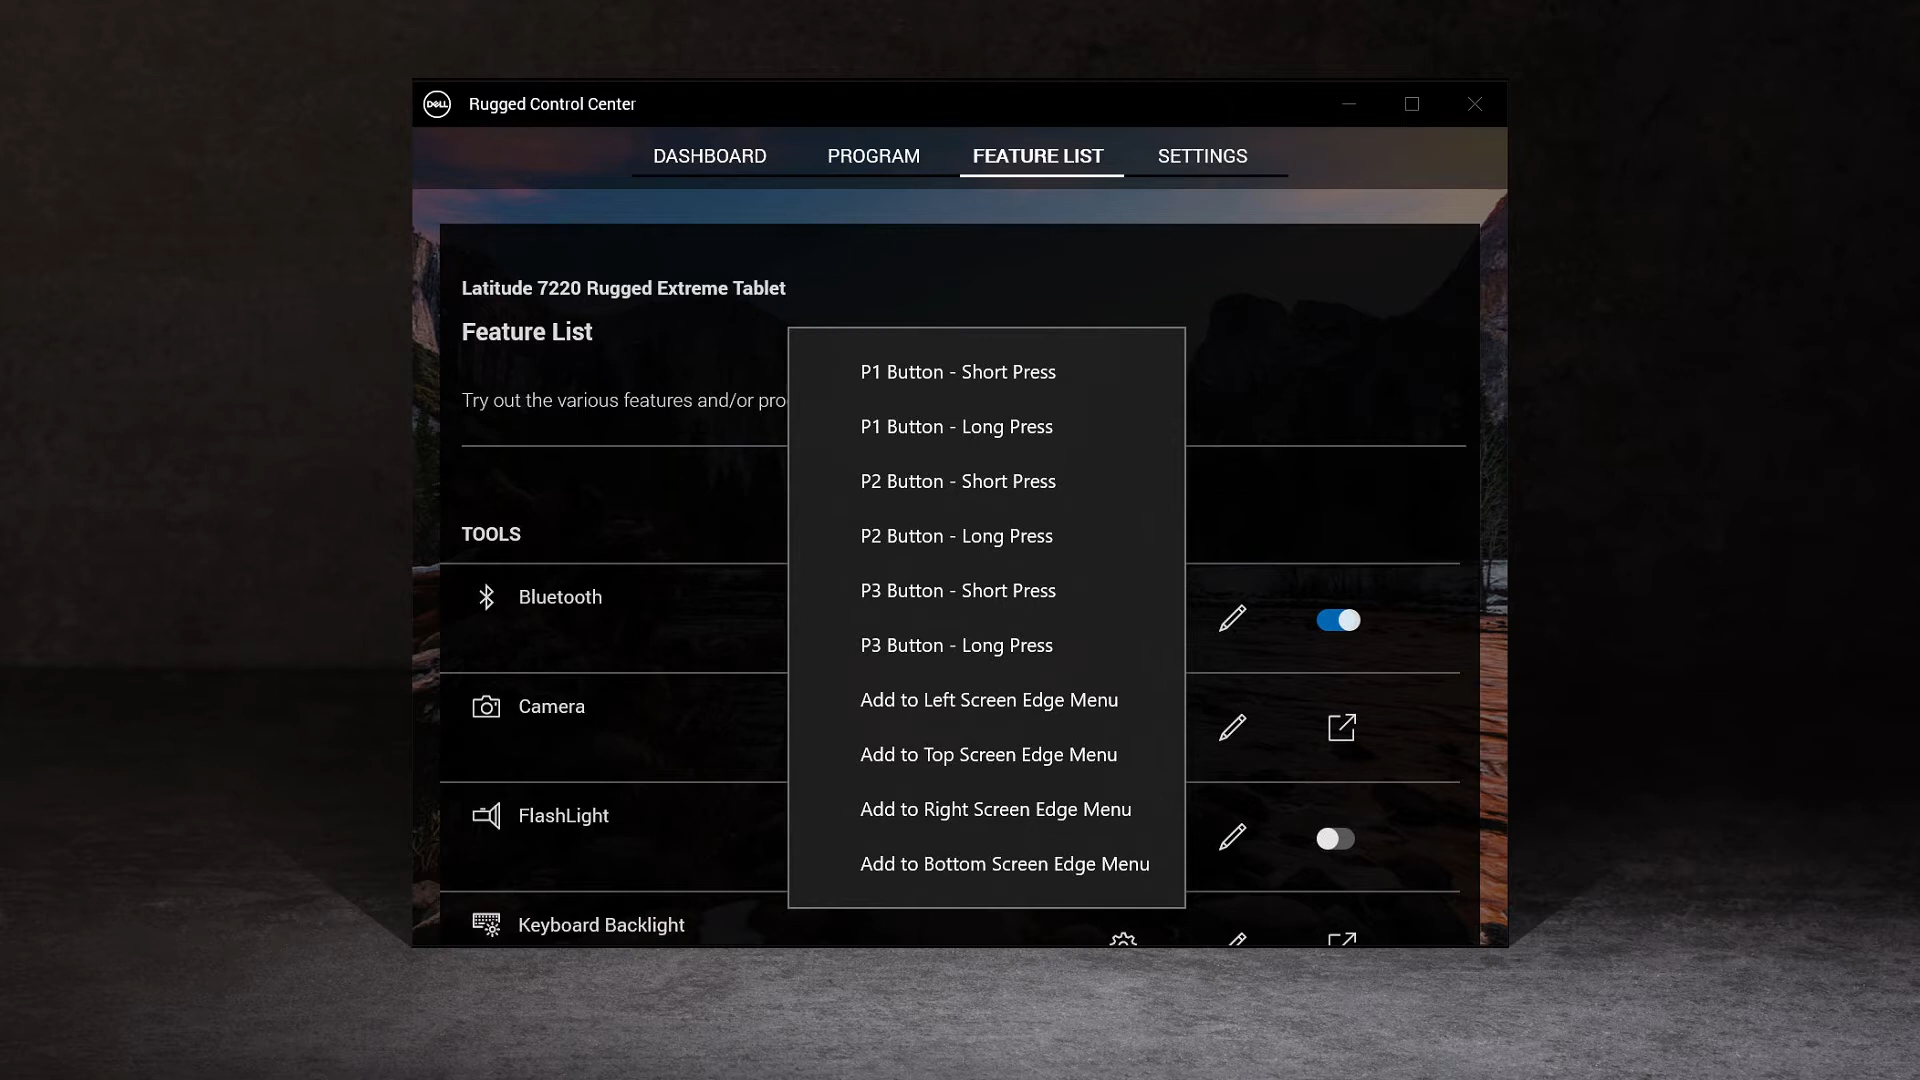 DELL
Rugged Control Center
DASHBOARD PROGRAM FEATURE LIST SETTINGS
Latitude 7220 Rugged Extreme Tablet
Feature List
Try out the various features and/or pro
TOOLS
Bluetooth
Camera
FlashLight
Keyboard Backlight
P1 Button - Short Press
P1 Button - Long Press
P2 Button - Short Press
P2 Button - Long Press
P3 Button - Short Press
P3 Button - Long Press
Add to Left Screen Edge Menu
Add to Top Screen Edge Menu
Add to Right Screen Edge Menu
Add to Bottom Screen Edge Menu